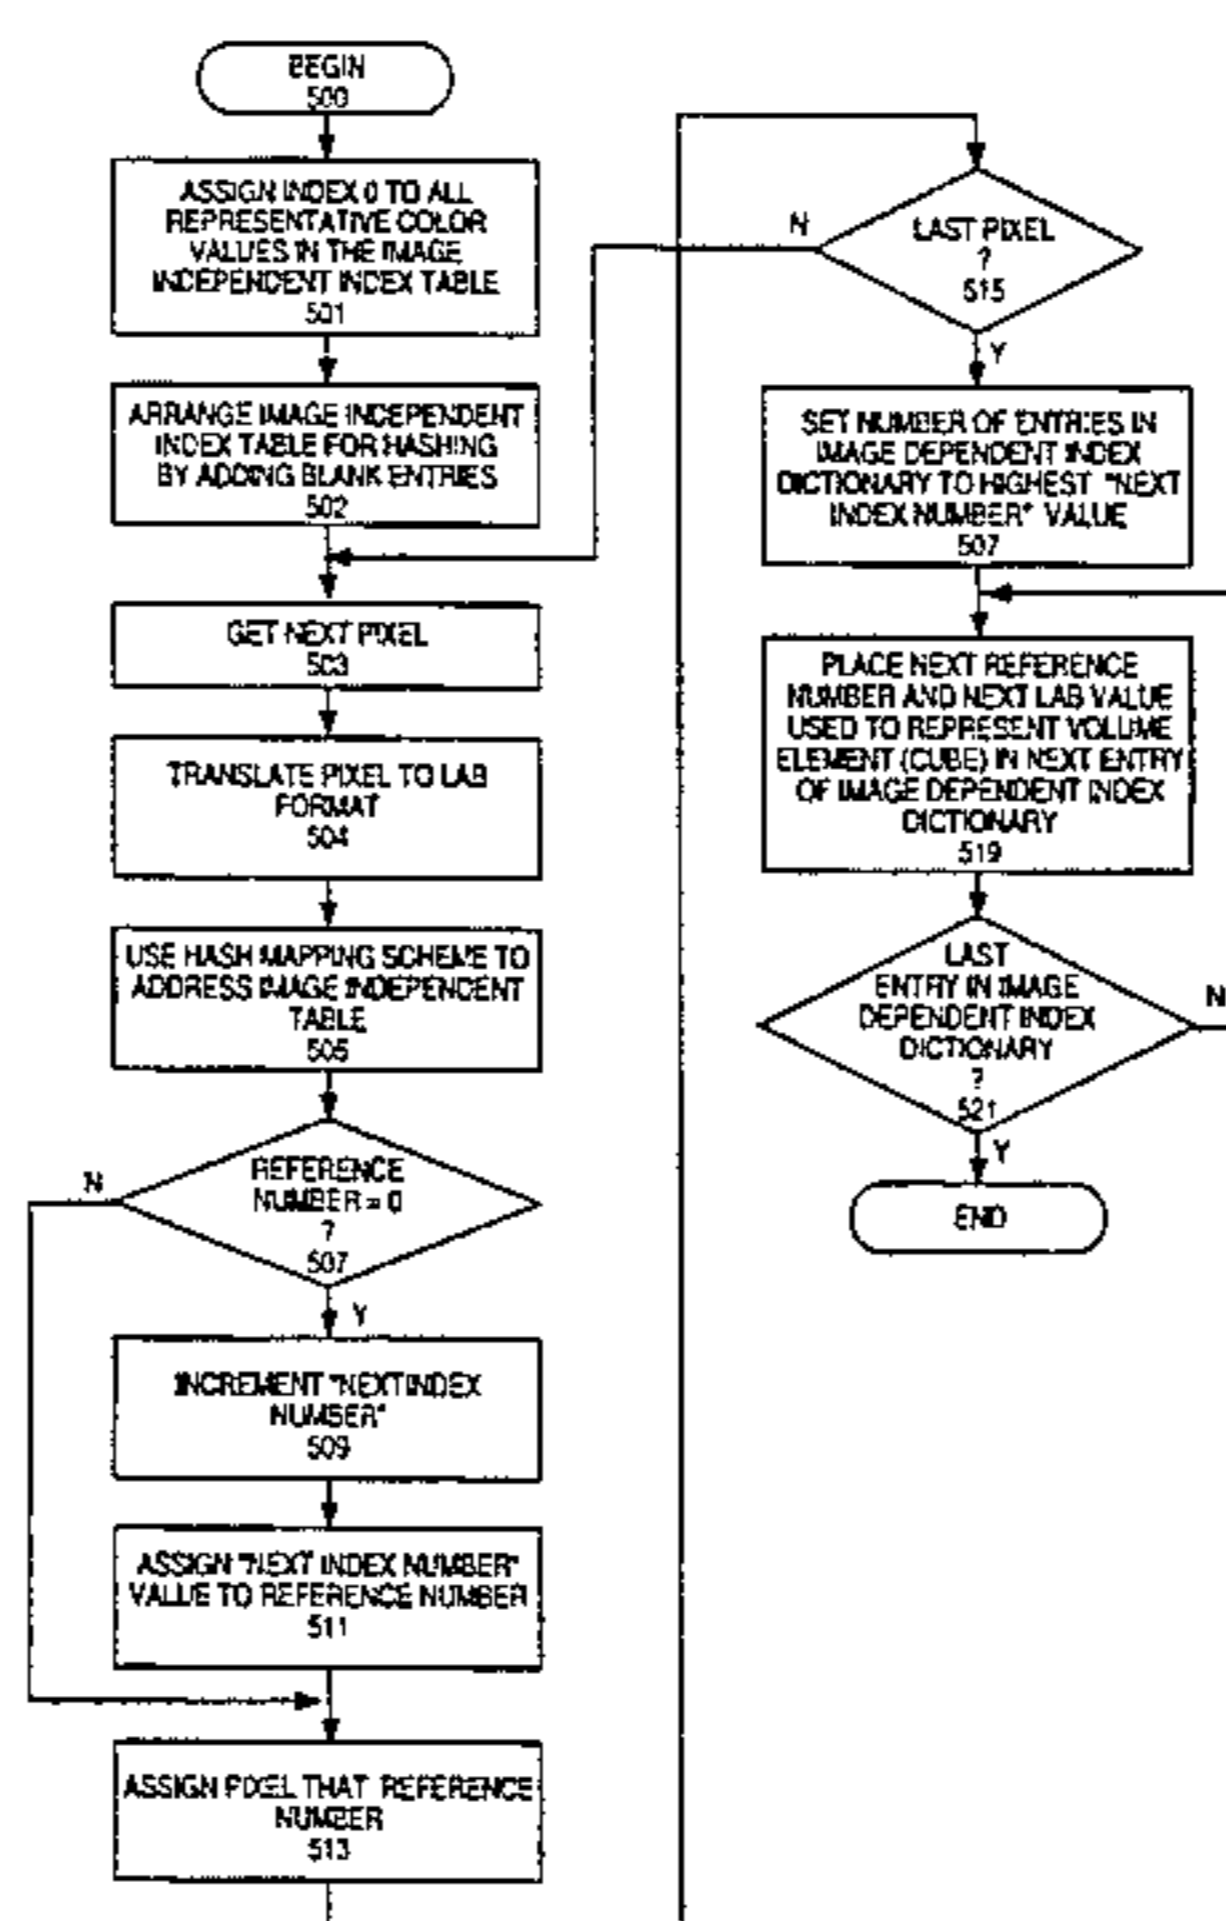 BEGIN
500
ASSIGN INDEX 0 TO ALL
REPRESENTATIVE COLOR
VALUES IN THE IMAGE
INDEPENDENT INDEX TABLE
501
ARRANGE IMAGE INDEPENDENT
INDEX TABLE FOR HASHING
BY ADDING BLANK ENTRIES
502
GET NEXT PIXEL
503
TRANSLATE PIXEL TO LAB
FORMAT
504
USE HASH MAPPING SCHEME TO
ADDRESS IMAGE INDEPENDENT
TABLE
505
REFERENCE
NUMBER = 0
?
507
N
Y
INCREMENT "NEXT INDEX
NUMBER"
509
ASSIGN "NEXT INDEX NUMBER"
VALUE TO REFERENCE NUMBER
511
ASSIGN PIXEL THAT REFERENCE
NUMBER
513
LAST PIXEL
?
515
N
Y
SET NUMBER OF ENTRIES IN
IMAGE DEPENDENT INDEX
DICTIONARY TO HIGHEST "NEXT
INDEX NUMBER" VALUE
507
PLACE NEXT REFERENCE
NUMBER AND NEXT LAB VALUE
USED TO REPRESENT VOLUME
ELEMENT (CUBE) IN NEXT ENTRY
OF IMAGE DEPENDENT INDEX
DICTIONARY
519
LAST
ENTRY IN IMAGE
DEPENDENT INDEX
DICTIONARY
?
521
N
Y
END